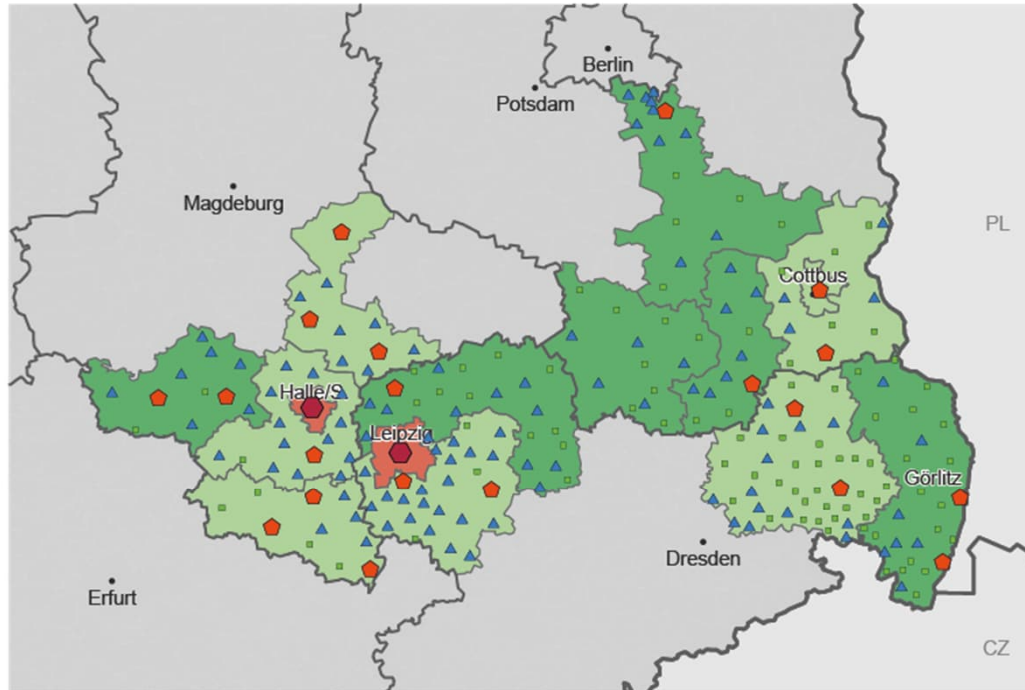 Berlin
Potsdam
Magdeburg
PL
Cottbus
Halle/S
Leipzig
Görlitz
Dresden
Erfurt
CZ